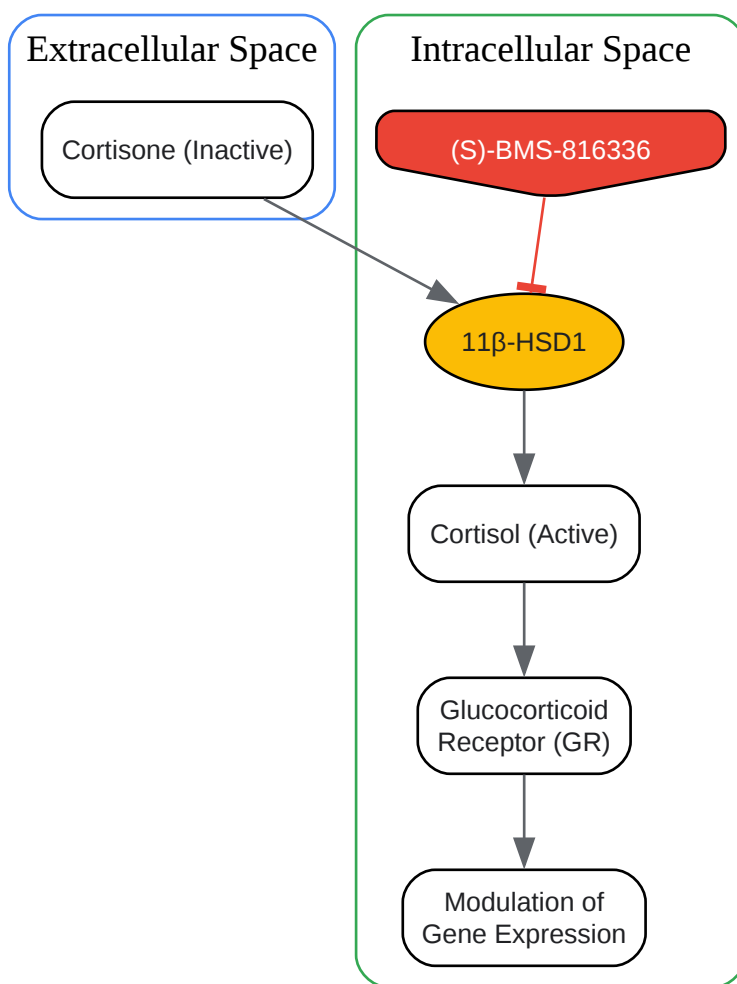 Extracellular Space
Cortisone (Inactive)
Intracellular Space
(S)-BMS-816336
11β-HSD1
Cortisol (Active)
Glucocorticoid
Receptor (GR)
Modulation of
Gene Expression